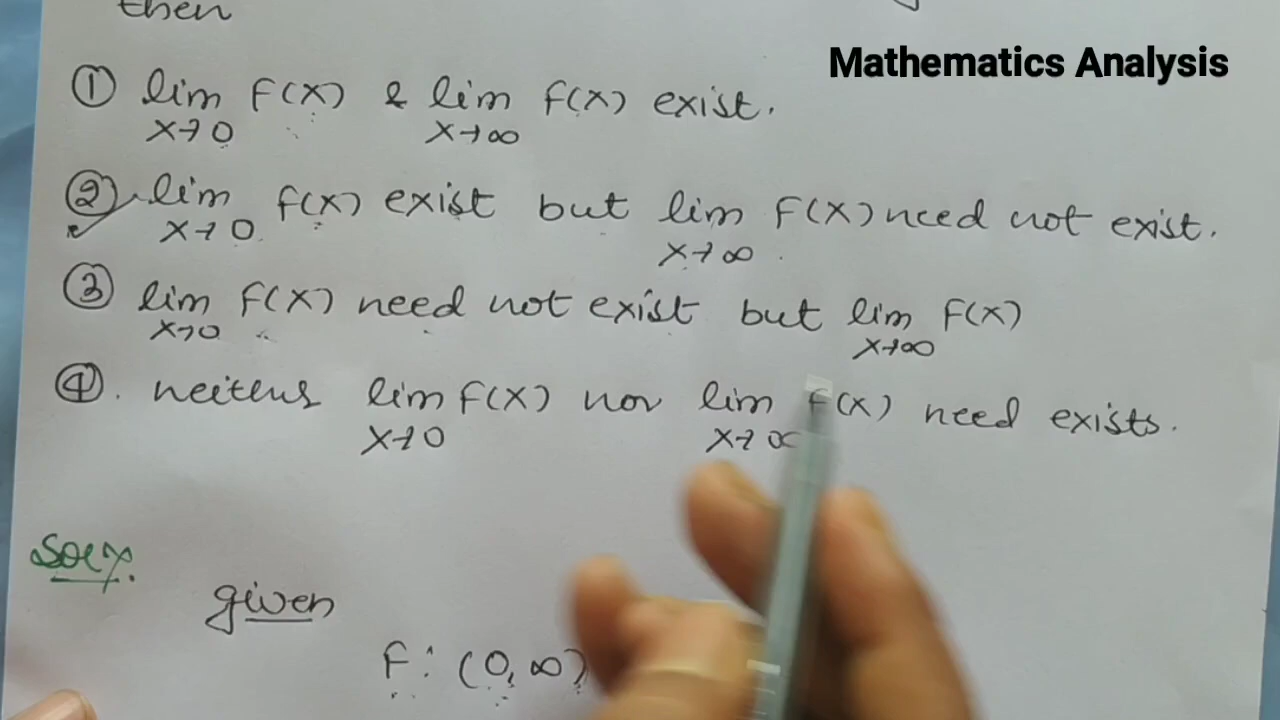 then
Mathematics Analysis
① lim f(x) & lim f(x) exist.
x→0 x→∞
② lim f(x) exist but lim f(x) need not exist.
x→0 x→∞
③ lim f(x) need not exist but lim f(x)
x→0 x→∞
④. neither lim f(x) nor lim f(x) need exists.
x→0 x→∞
Soln.
given
f : (0, ∞)